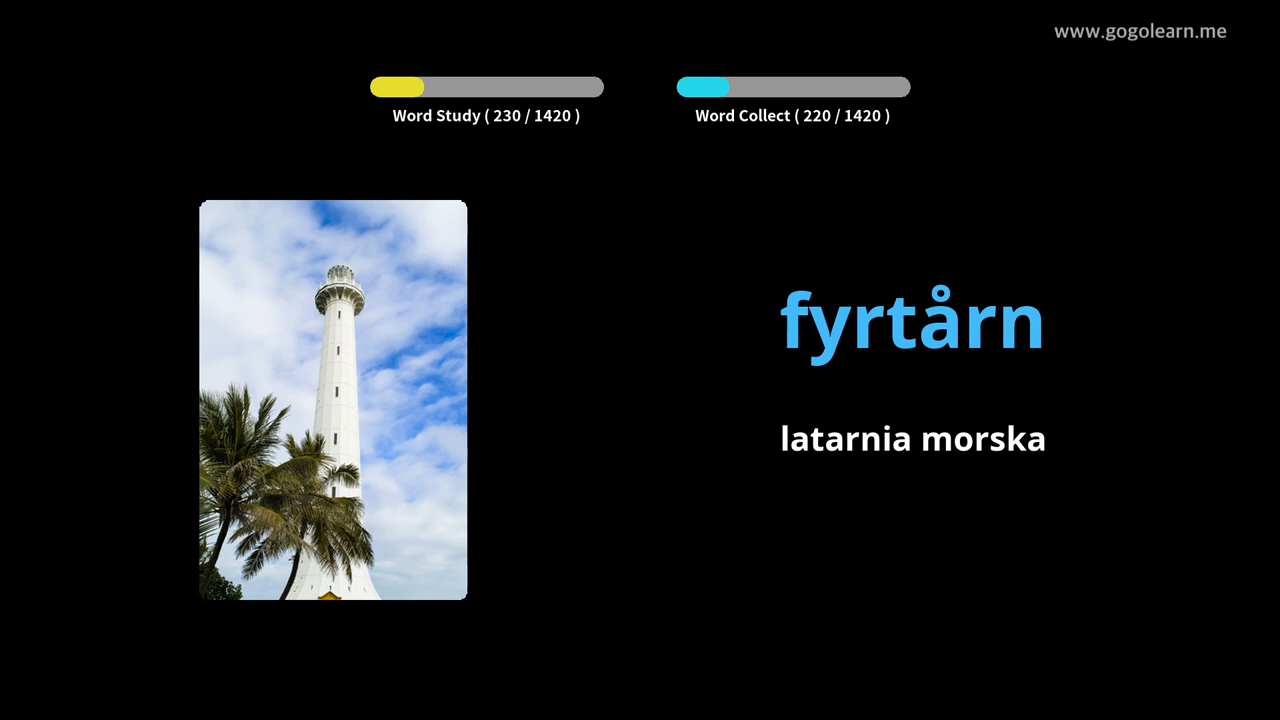 www.gogolearn.me
Word Study ( 230 / 1420 )
Word Collect ( 220 / 1420 )
fyrtårn
latarnia morska